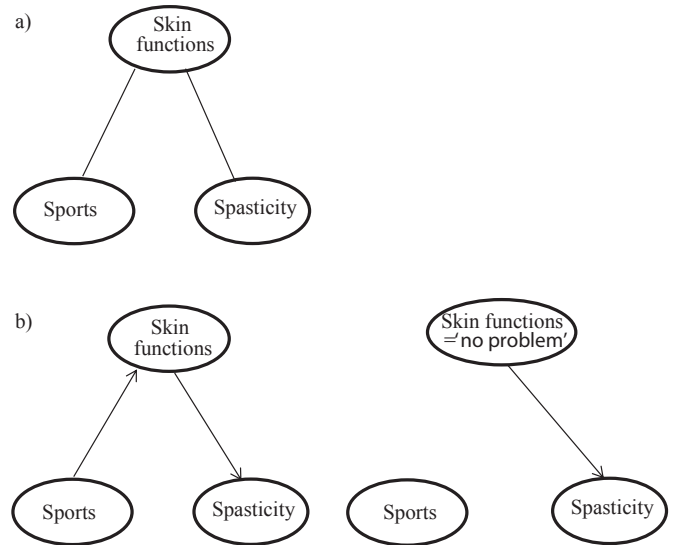 a)
Skin
functions
Sports
Spasticity
b)
Skin
functions
Skin functions
='no problem'
Sports
Spasticity
Sports
Spasticity